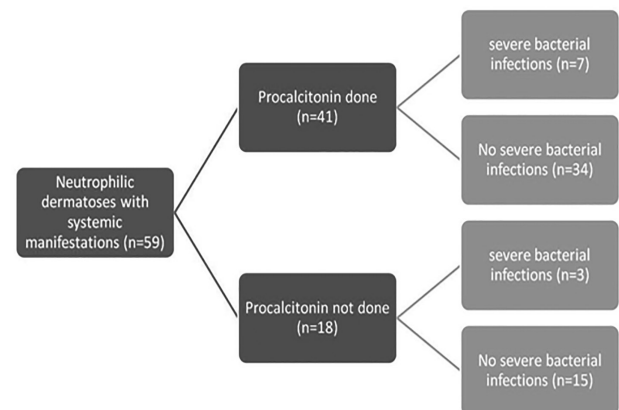 Neutrophilic
dermatoses with
systemic
manifestations (n=59)
Procalcitonin done
(n=41)
severe bacterial
infections (n=7)
No severe bacterial
infections (n=34)
Procalcitonin not done
(n=18)
severe bacterial
infections (n=3)
No severe bacterial
infections (n=15)